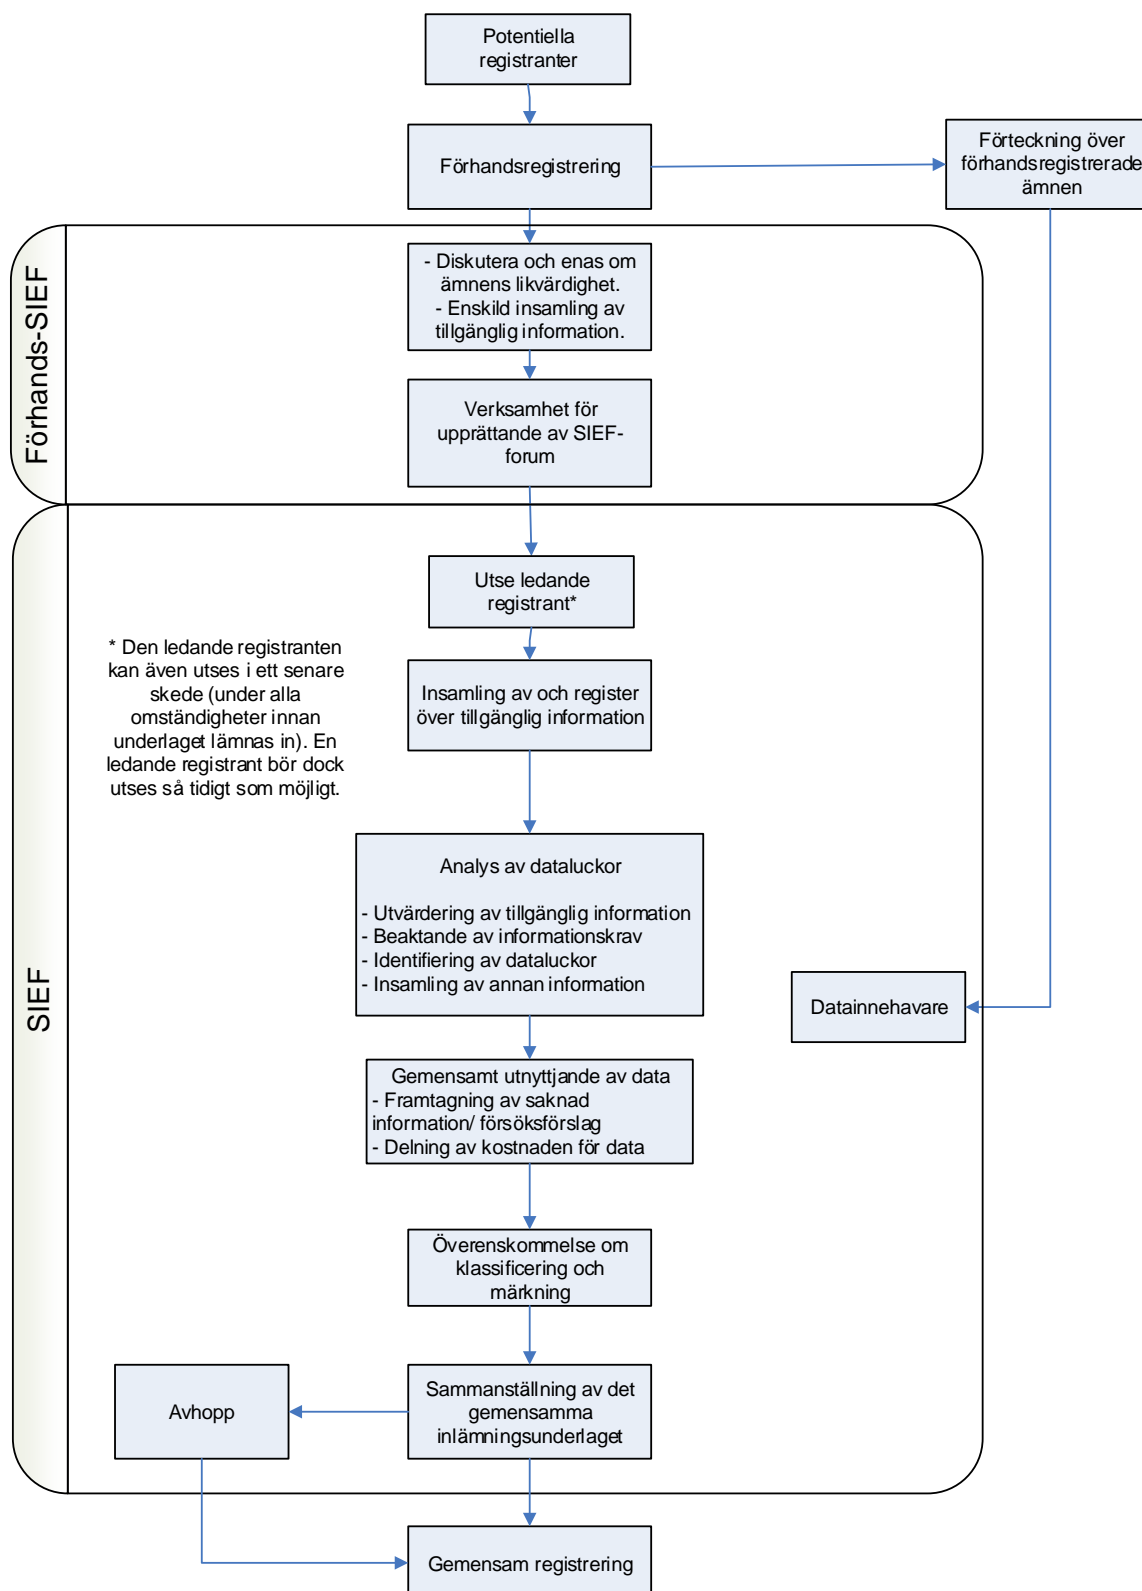 Potentiella
registranter
Förhandsregistrering
Förteckning över
förhandsregistrerade
ämnen
Förhands-SIEF
- Diskutera och enas om
ämnens likvärdighet.
- Enskild insamling av
tillgänglig information.
Verksamhet för
upprättande av SIEF-
forum
SIEF
Utse ledande
registrant*
* Den ledande registranten
kan även utses i ett senare
skede (under alla
omständigheter innan
underlaget lämnas in). En
ledande registrant bör dock
utses så tidigt som möjligt.
Insamling av och register
över tillgänglig information
Analys av dataluckor
- Utvärdering av tillgänglig information
- Beaktande av informationskrav
- Identifiering av dataluckor
- Insamling av annan information
Datainnehavare
Gemensamt utnyttjande av data
- Framtagning av saknad
information/ försöksförslag
- Delning av kostnaden för data
Överenskommelse om
klassificering och
märkning
Avhopp
Sammanställning av det
gemensamma
inlämningsunderlaget
Gemensam registrering